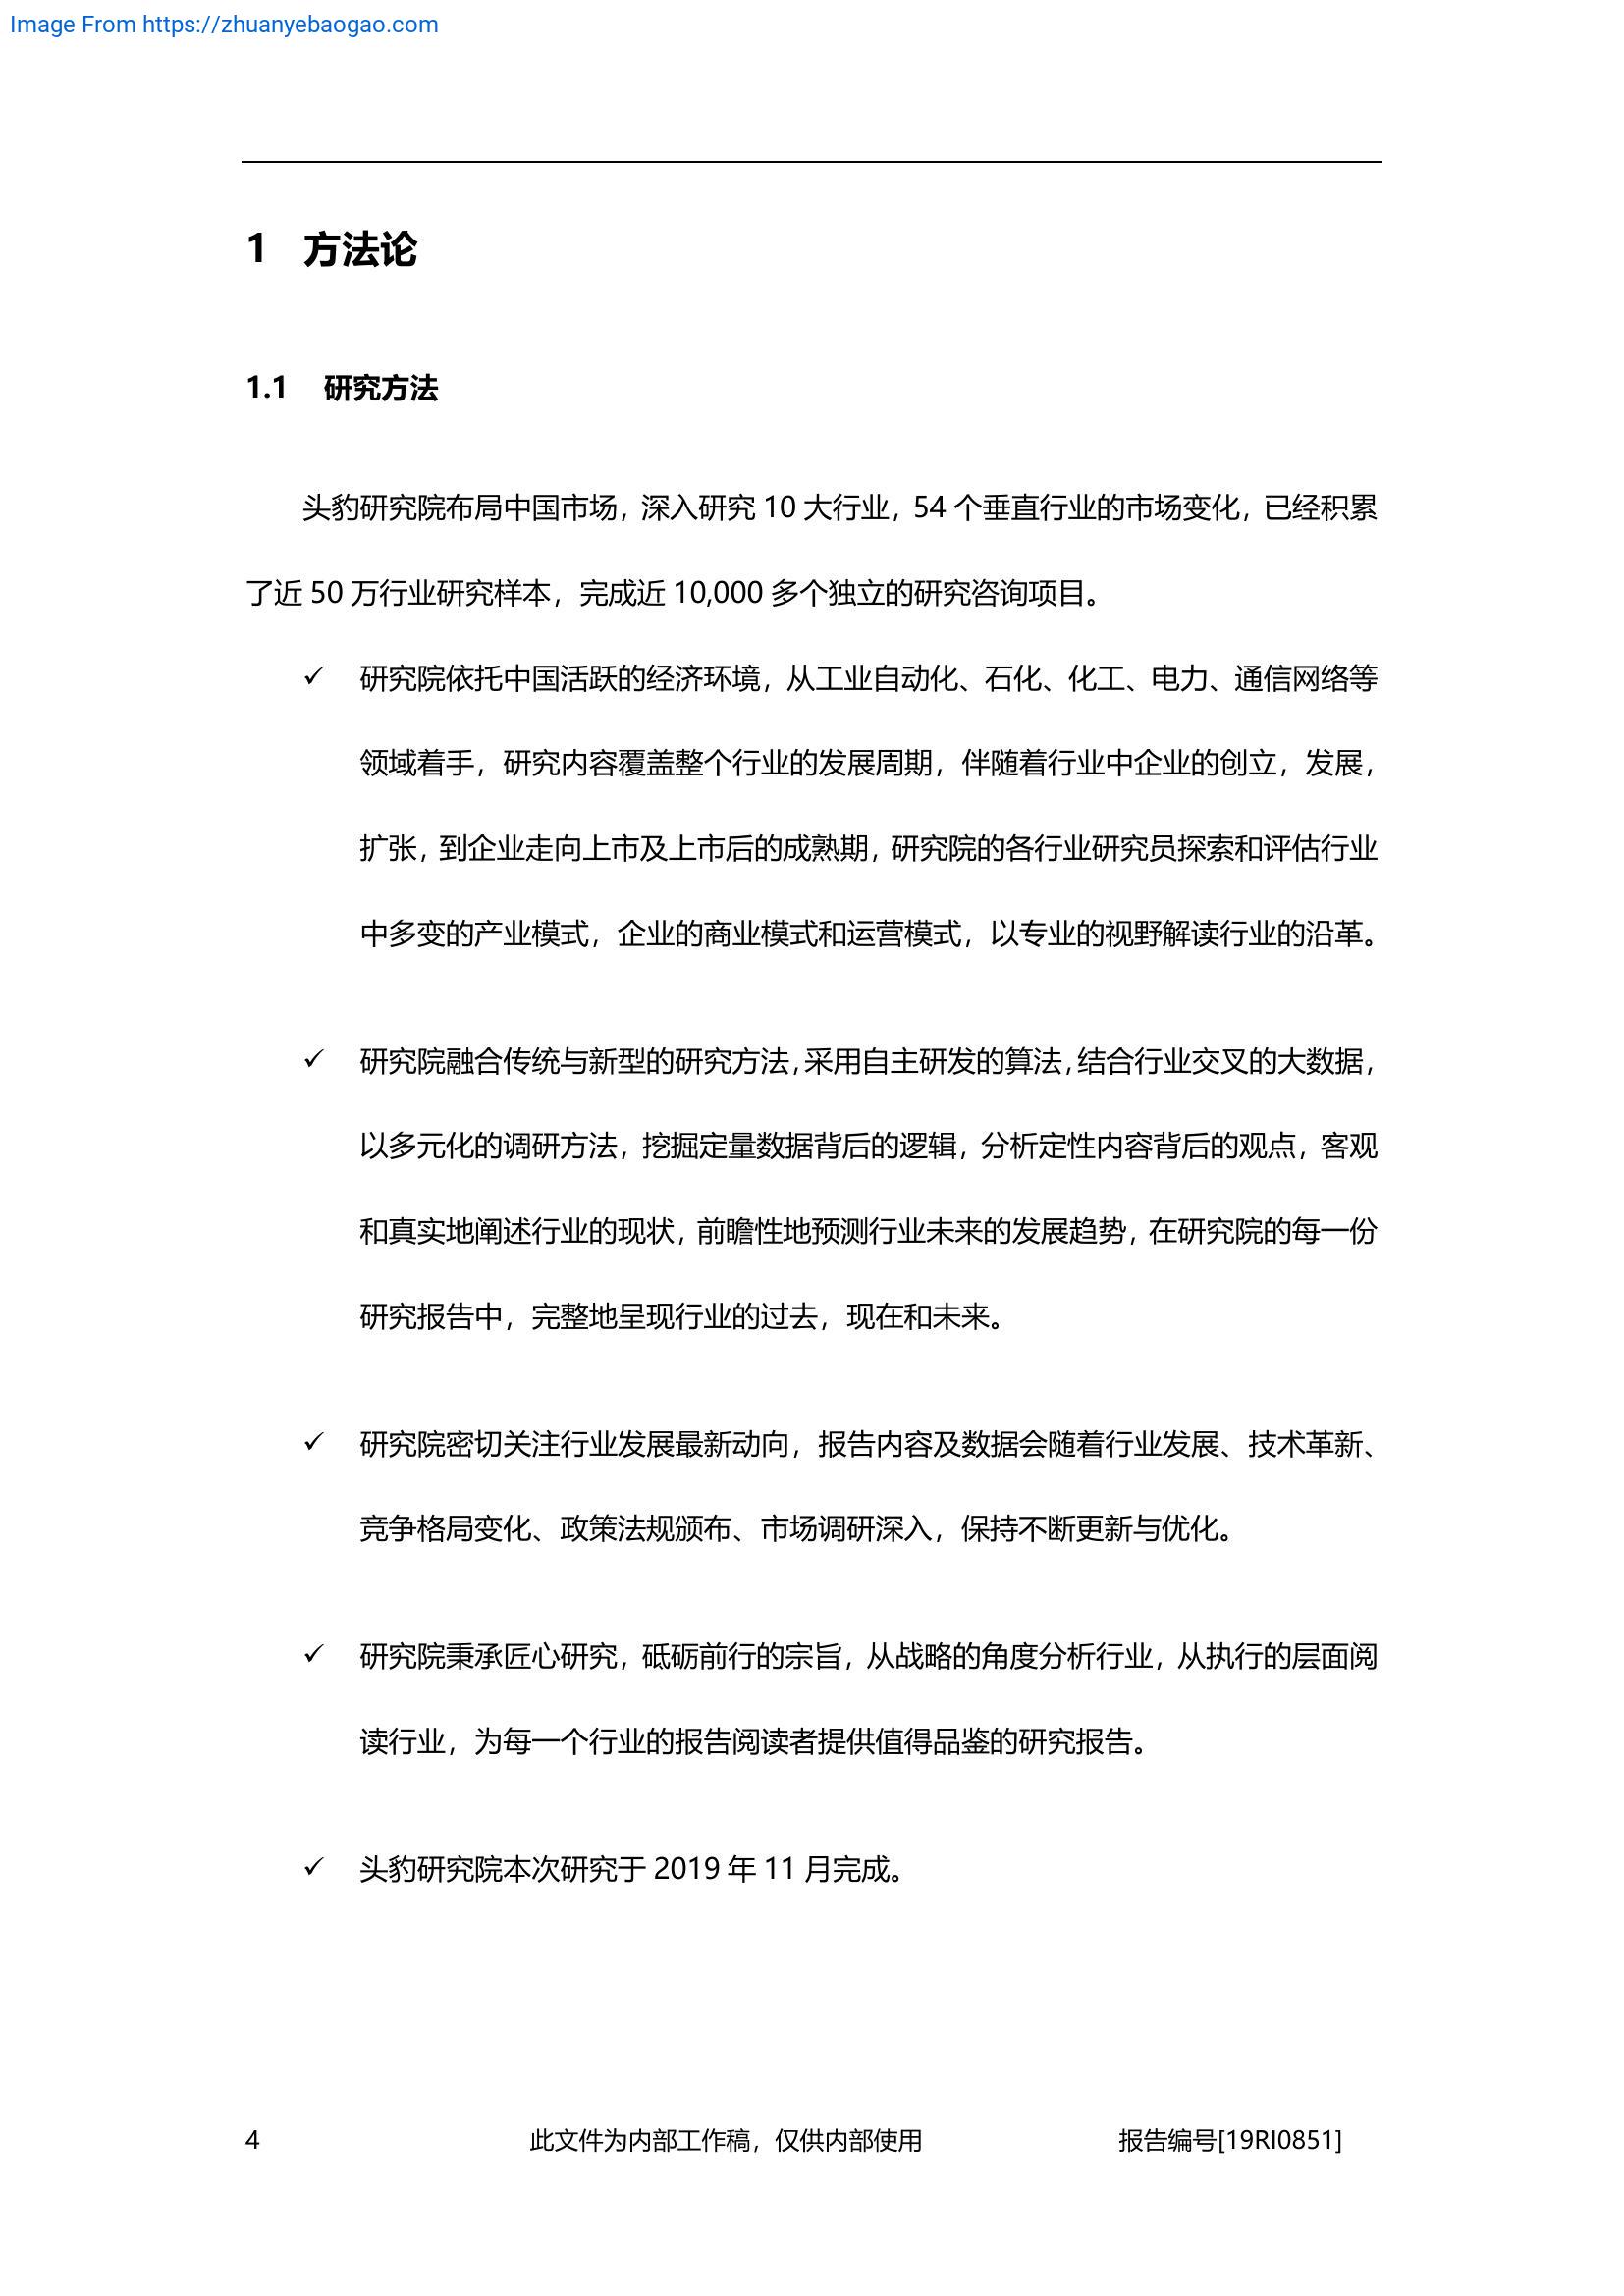 Image From https://zhuanyebaogao.com
1 方法论
1.1 研究方法
头豹研究院布局中国市场，深入研究 10 大行业，54 个垂直行业的市场变化，已经积累
了近 50 万行业研究样本，完成近 10,000 多个独立的研究咨询项目。
✓ 研究院依托中国活跃的经济环境，从工业自动化、石化、化工、电力、通信网络等
领域着手，研究内容覆盖整个行业的发展周期，伴随着行业中企业的创立，发展，
扩张，到企业走向上市及上市后的成熟期，研究院的各行业研究员探索和评估行业
中多变的产业模式，企业的商业模式和运营模式，以专业的视野解读行业的沿革。
✓ 研究院融合传统与新型的研究方法，采用自主研发的算法，结合行业交叉的大数据，
以多元化的调研方法，挖掘定量数据背后的逻辑，分析定性内容背后的观点，客观
和真实地阐述行业的现状，前瞻性地预测行业未来的发展趋势，在研究院的每一份
研究报告中，完整地呈现行业的过去，现在和未来。
✓ 研究院密切关注行业发展最新动向，报告内容及数据会随着行业发展、技术革新、
竞争格局变化、政策法规颁布、市场调研深入，保持不断更新与优化。
✓ 研究院秉承匠心研究，砥砺前行的宗旨，从战略的角度分析行业，从执行的层面阅
读行业，为每一个行业的报告阅读者提供值得品鉴的研究报告。
✓ 头豹研究院本次研究于 2019 年 11 月完成。
4 此文件为内部工作稿，仅供内部使用 报告编号[19RI0851]